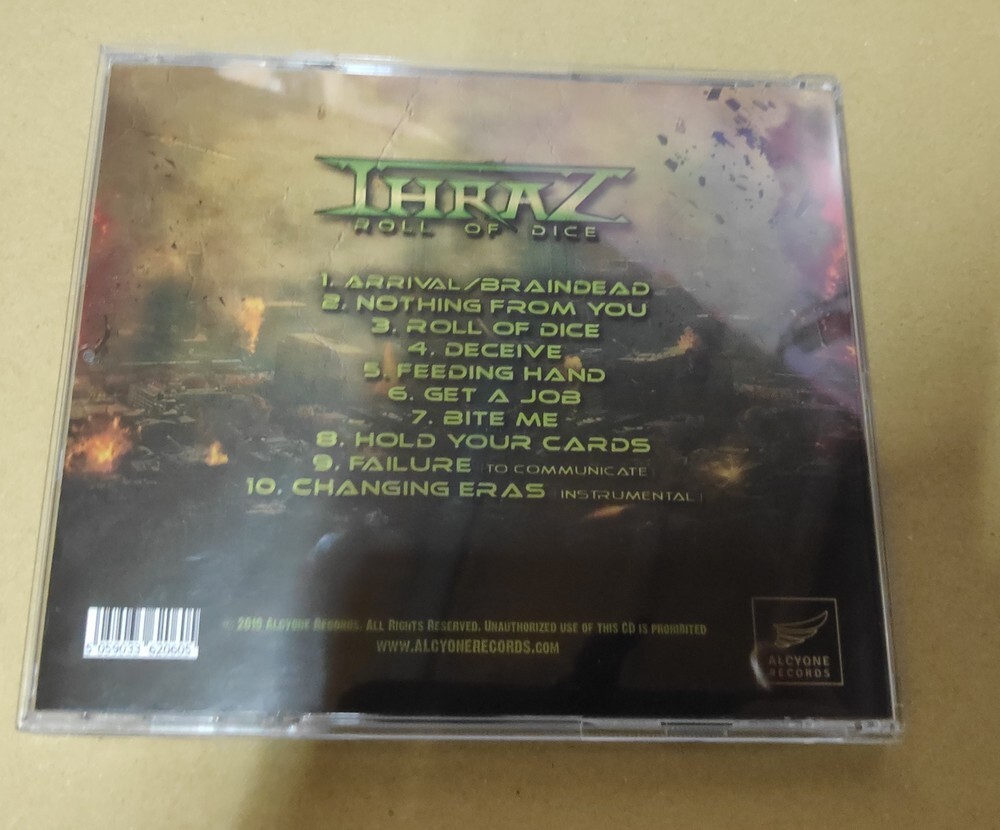 THRAZ
ROLL OF DICE
1. ARRIVAL/BRAINDEAD
2. NOTHING FROM YOU
3. ROLL OF DICE
4. DECEIVE
5. FEEDING HAND
6. GET A JOB
7. BITE ME
8. HOLD YOUR CARDS
9. FAILURE (TO COMMUNICATE)
10. CHANGING ERAS (INSTRUMENTAL)
2019 ALCYONE RECORDS. ALL RIGHTS RESERVED. UNAUTHORIZED USE OF THIS CD IS PROHIBITED
WWW.ALCYONERECORDS.COM
5 059033 620605
ALCYONE
RECORDS